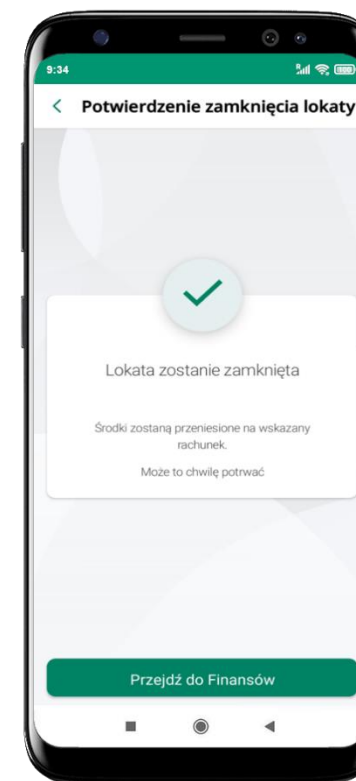 9:34
Potwierdzenie zamknięcia lokaty
Lokata zostanie zamknięta
Środki zostaną przeniesione na wskazany
rachunek.
Może to chwilę potrwać
Przejdź do Finansów